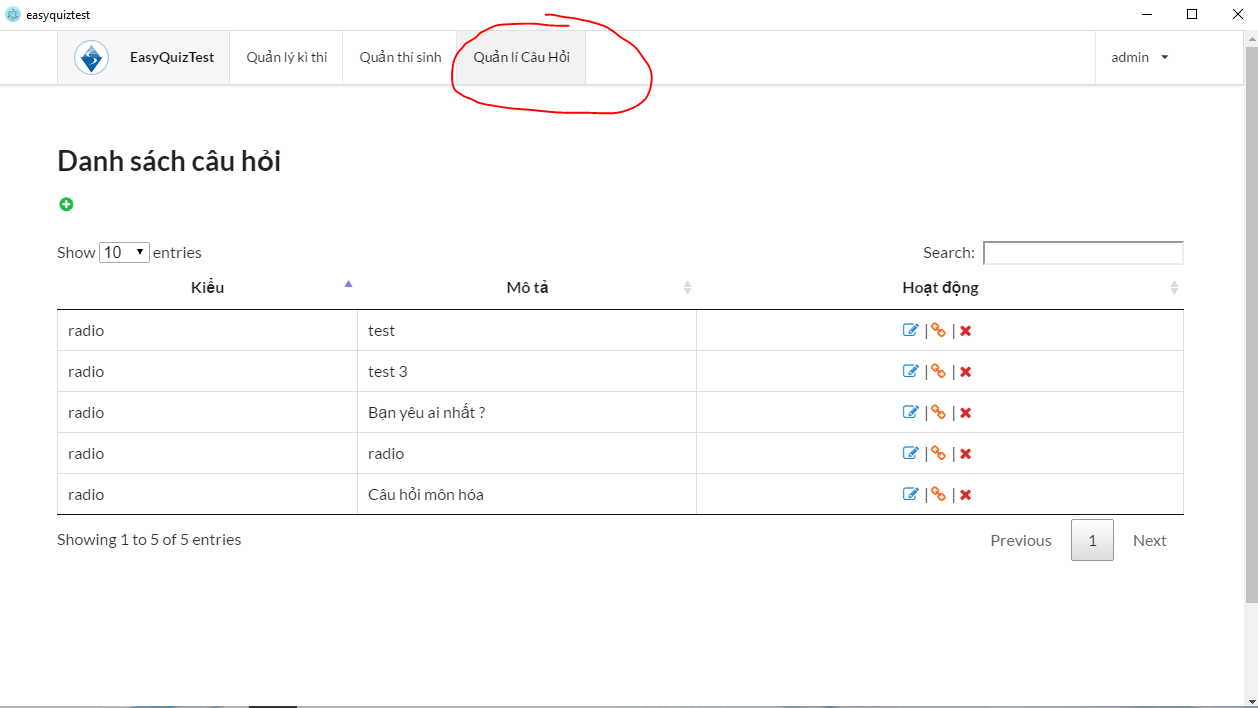 easyquiztest
EasyQuizTest Quản lý kì thi Quản thí sinh Quản lí Câu Hỏi admin
Danh sách câu hỏi
Show 10 entries Search:
Kiểu Mô tả Hoạt động
radio test | |
radio test 3 | |
radio Bạn yêu ai nhất ? | |
radio radio | |
radio Câu hỏi môn hóa | |
Showing 1 to 5 of 5 entries Previous 1 Next